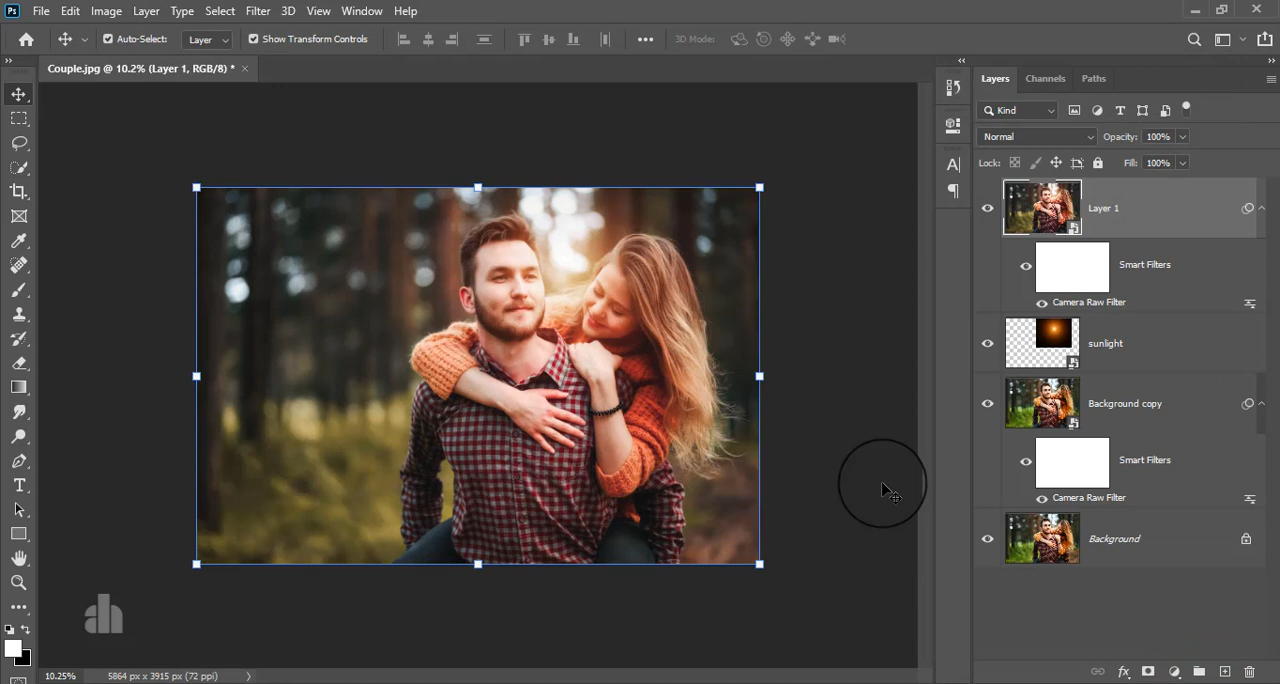 Ps File Edit Image Layer Type Select Filter 3D View Window Help
Auto-Select: Layer Show Transform Controls ••• 3D Mode:
Couple.jpg @ 10.2% (Layer 1, RGB/8) * ×
Layers Channels Paths
Kind
Normal Opacity: 100%
Lock: Fill: 100%
Layer 1
Smart Filters
Camera Raw Filter
sunlight
Background copy
Smart Filters
Camera Raw Filter
Background
ah
10.25% 5864 px x 3915 px (72 ppi)